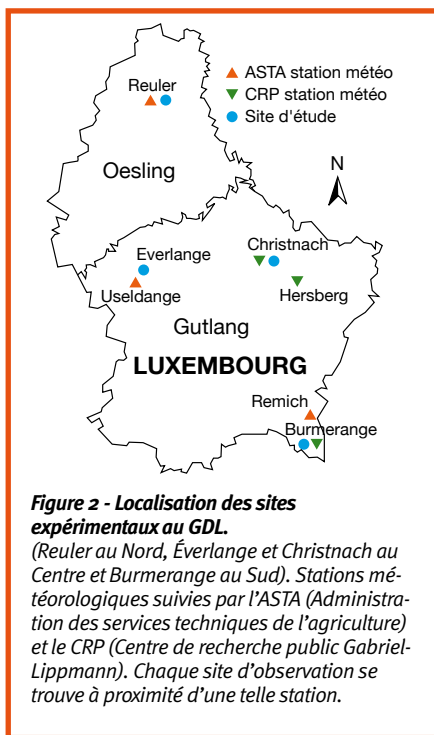 Reuler
ASTA station météo
CRP station météo
Site d'étude
Oesling
N
Everlange
Christnach
Useldange
Hersberg
Gutlang
LUXEMBOURG
Remich
Burmerange
Figure 2 - Localisation des sites
expérimentaux au GDL.
(Reuler au Nord, Éverlange et Christnach au
Centre et Burmerange au Sud). Stations mé-
téorologiques suivies par l'ASTA (Administra-
tion des services techniques de l'agriculture)
et le CRP (Centre de recherche public Gabriel-
Lippmann). Chaque site d'observation se
trouve à proximité d'une telle station.